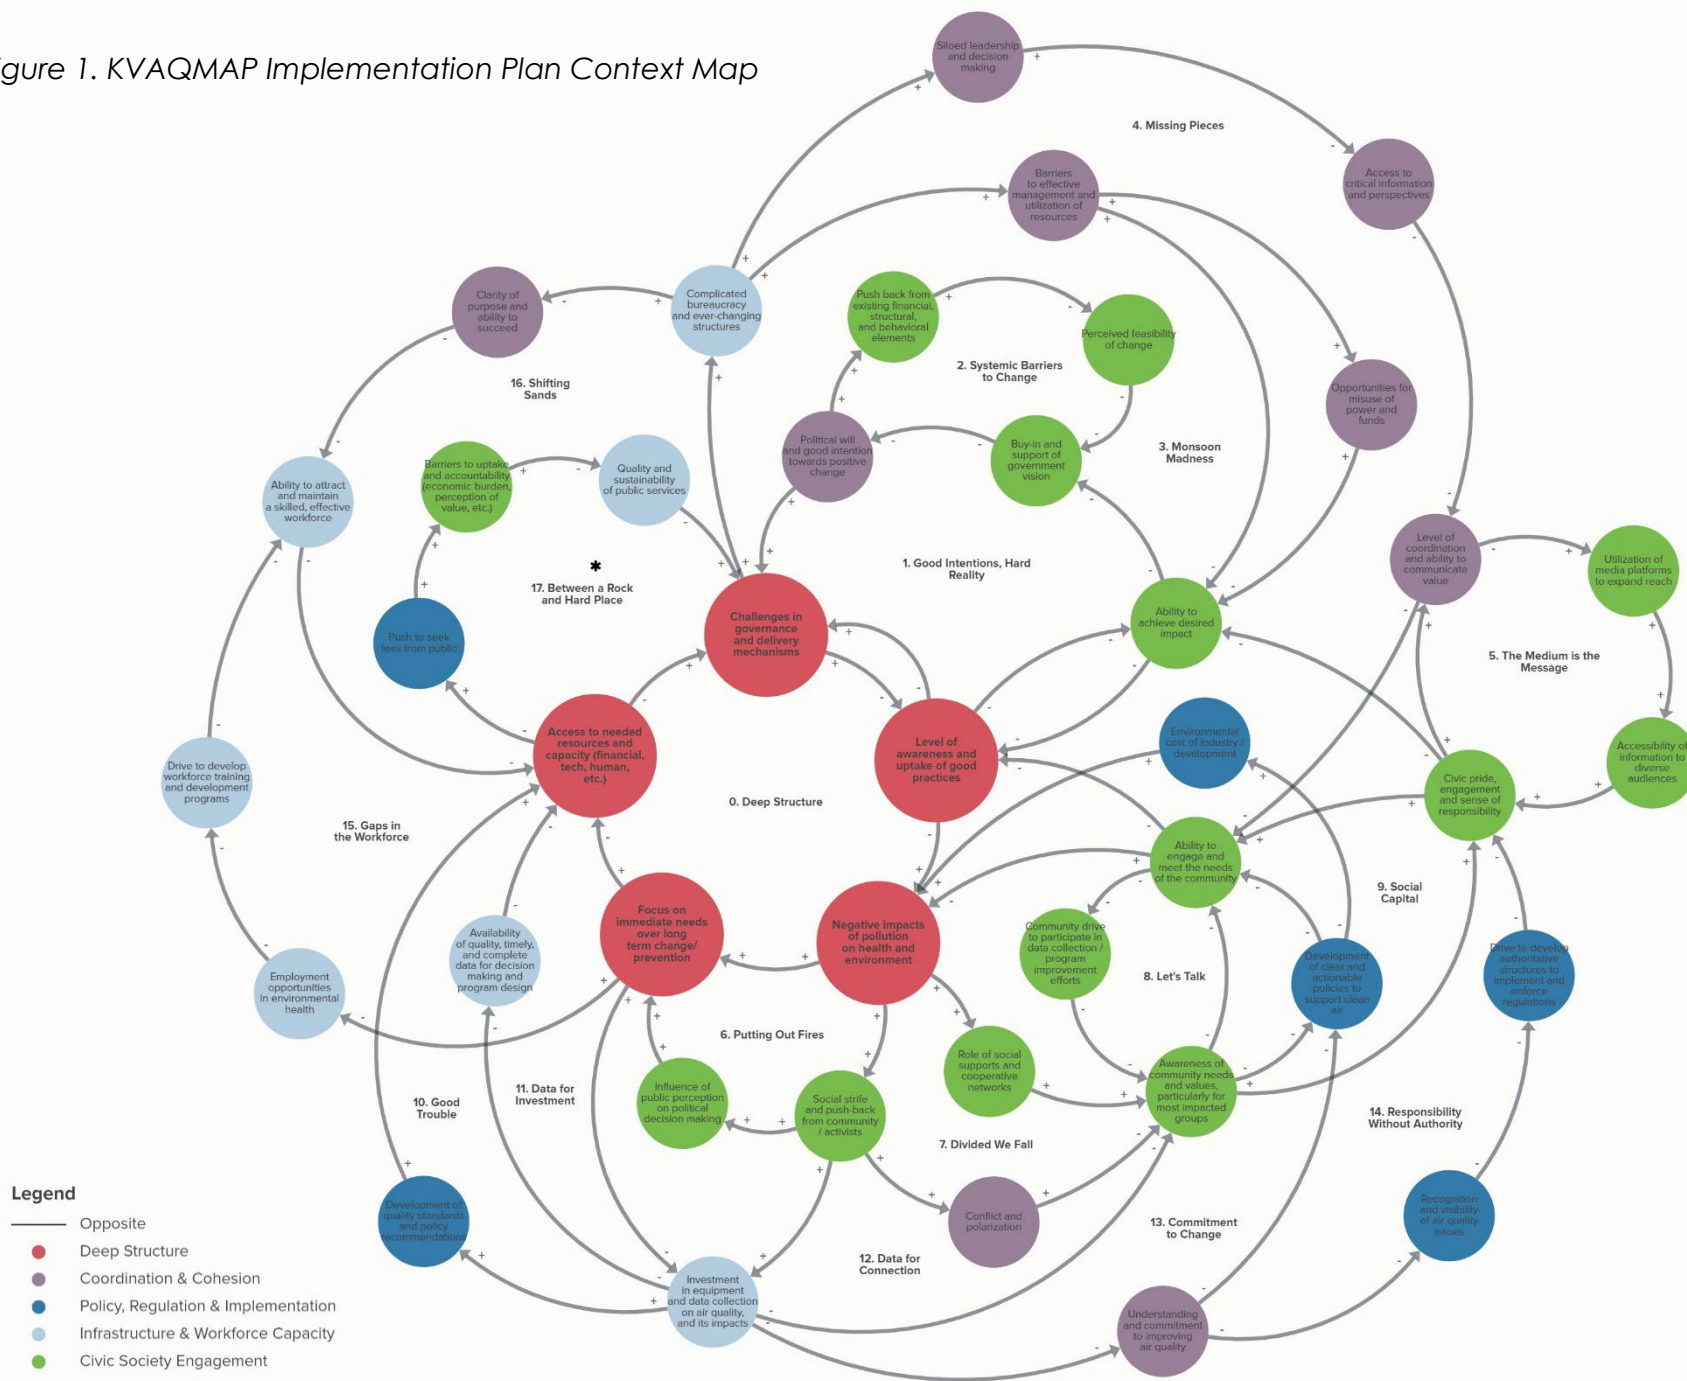 igure 1. KVAQMAP Implementation Plan Context Map
Siloed leadership
and decision
making
4. Missing Pieces
Access to
critical information
and perspectives
Barriers
to effective
management and
utilization of
resources
Clarity of
purpose and
ability to
succeed
Complicated
bureaucracy
and ever-changing
structures
Push back from
existing financial,
structural,
and behavioral
elements
Perceived feasibility
of change
2. Systemic Barriers
to Change
16. Shifting
Sands
Opportunities for
misuse of
power and
funds
Political will
and good intention
towards positive
change
Buy-in and
support of
government
vision
3. Monsoon
Madness
Barriers to uptake
and accountability
(economic burden,
perception of
value, etc.)
Quality and
sustainability
of public services
Ability to attract
and maintain
a skilled, effective
workforce
Level of
coordination and
ability to
communicate
value
Utilization of
media platforms
to expand reach
1. Good Intentions, Hard
Reality
*
17. Between a Rock
and Hard Place
Challenges in
governance
and delivery
mechanisms
Ability to
achieve desired
impact
Push to seek
fees from public
5. The Medium is the
Message
Access to needed
resources and
capacity (financial,
tech, human,
etc.)
Level of
awareness and
uptake of good
practices
Environmental
cost of industry /
development
Accessibility of
information to
diverse
audiences
Drive to develop
workforce training
and development
programs
Civic pride,
engagement
and sense of
responsibility
0. Deep Structure
15. Gaps in
the Workforce
Ability to
engage and
meet the needs
of the community
9. Social
Capital
Focus on
immediate needs
over long
term change/
prevention
Negative impacts
of pollution
on health and
environment
Availability
of quality, timely,
and complete
data for decision
making and
program design
Community drive
to participate in
data collection /
program
improvement
efforts
8. Let's Talk
Development
of clear and
actionable
policies to
support clean
air
Drive to develop
authoritative
structures to
implement and
enforce
regulations
Employment
opportunities
in environmental
health
6. Putting Out Fires
Role of social
supports and
cooperative
networks
Awareness of
community needs
and values,
particularly for
most impacted
groups
10. Good
Trouble
11. Data for
Investment
Influence of
public perception
on political
decision making
Social strife
and push-back
from community
/ activists
14. Responsibility
Without Authority
7. Divided We Fall
Development of
quality standards
and policy
recommendations
Conflict and
polarization
13. Commitment
to Change
Recognition
and visibility
of air quality
issues
12. Data for
Connection
Investment
in equipment
and data collection
on air quality,
and its impacts
Understanding
and commitment
to improving
air quality
Legend
Opposite
Deep Structure
Coordination & Cohesion
Policy, Regulation & Implementation
Infrastructure & Workforce Capacity
Civic Society Engagement